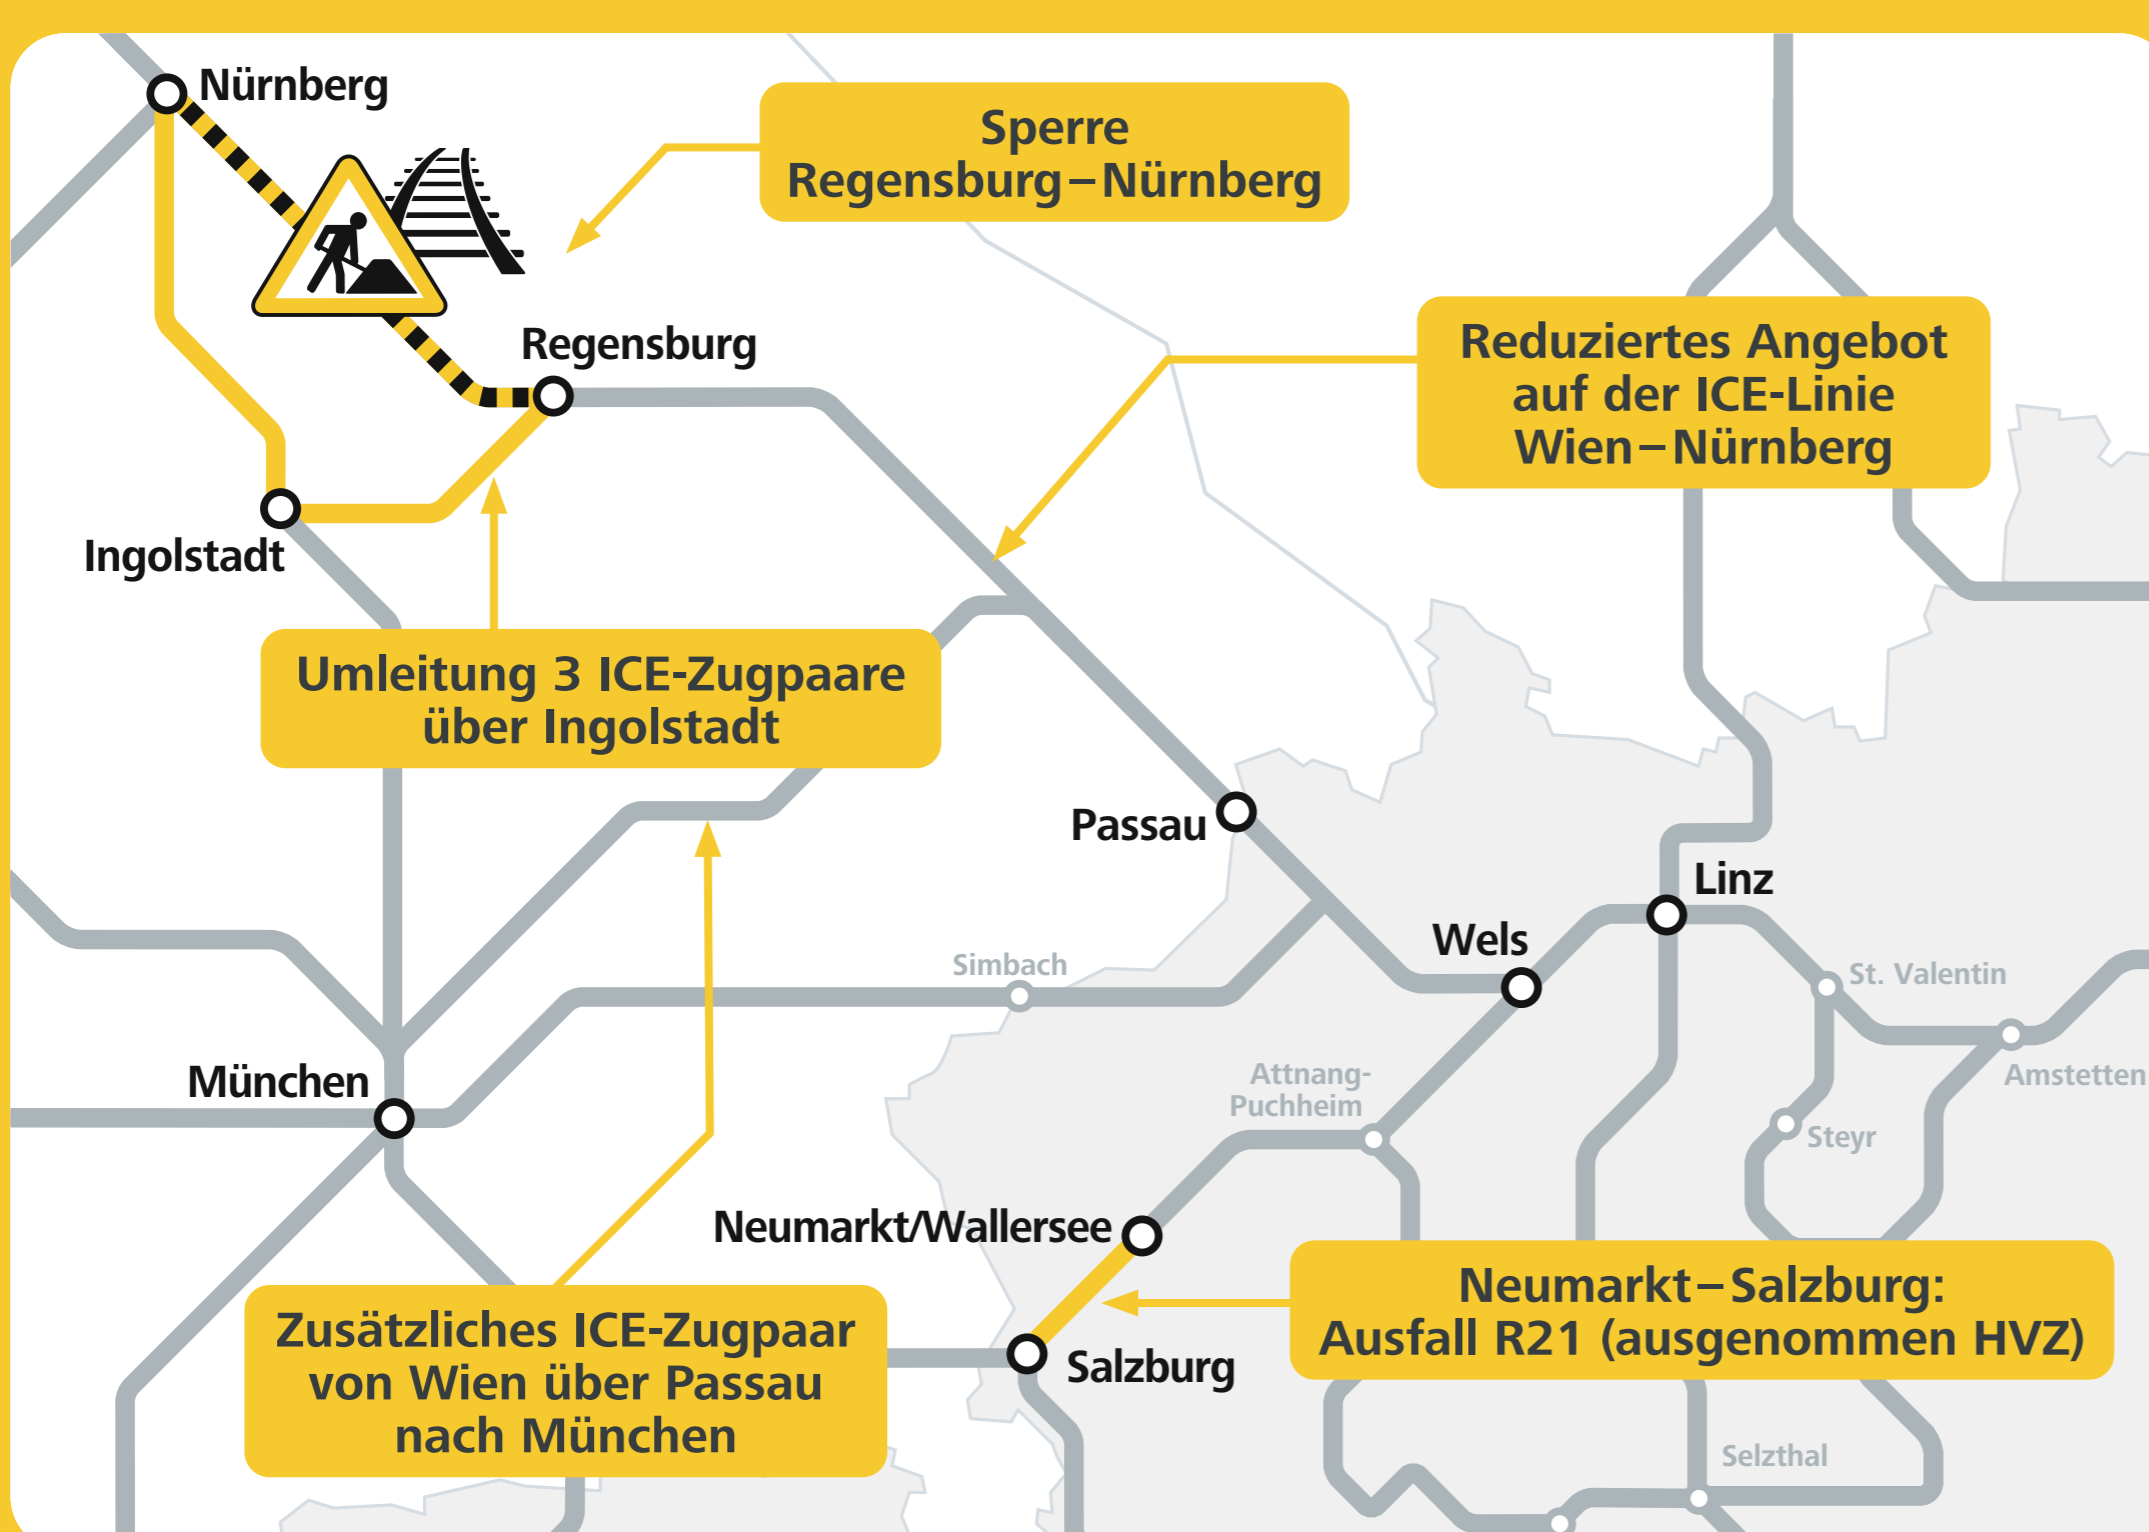 Nürnberg
Sperre
Regensburg–Nürnberg
Regensburg
Reduziertes Angebot
auf der ICE-Linie
Wien–Nürnberg
Ingolstadt
Umleitung 3 ICE-Zugpaare
über Ingolstadt
Passau
Linz
Wels
Simbach
St. Valentin
Attnang-
Puchheim
Amstetten
München
Steyr
Neumarkt/Wallersee
Neumarkt–Salzburg:
Ausfall R21 (ausgenommen HVZ)
Zusätzliches ICE-Zugpaar
von Wien über Passau
nach München
Salzburg
Selzthal